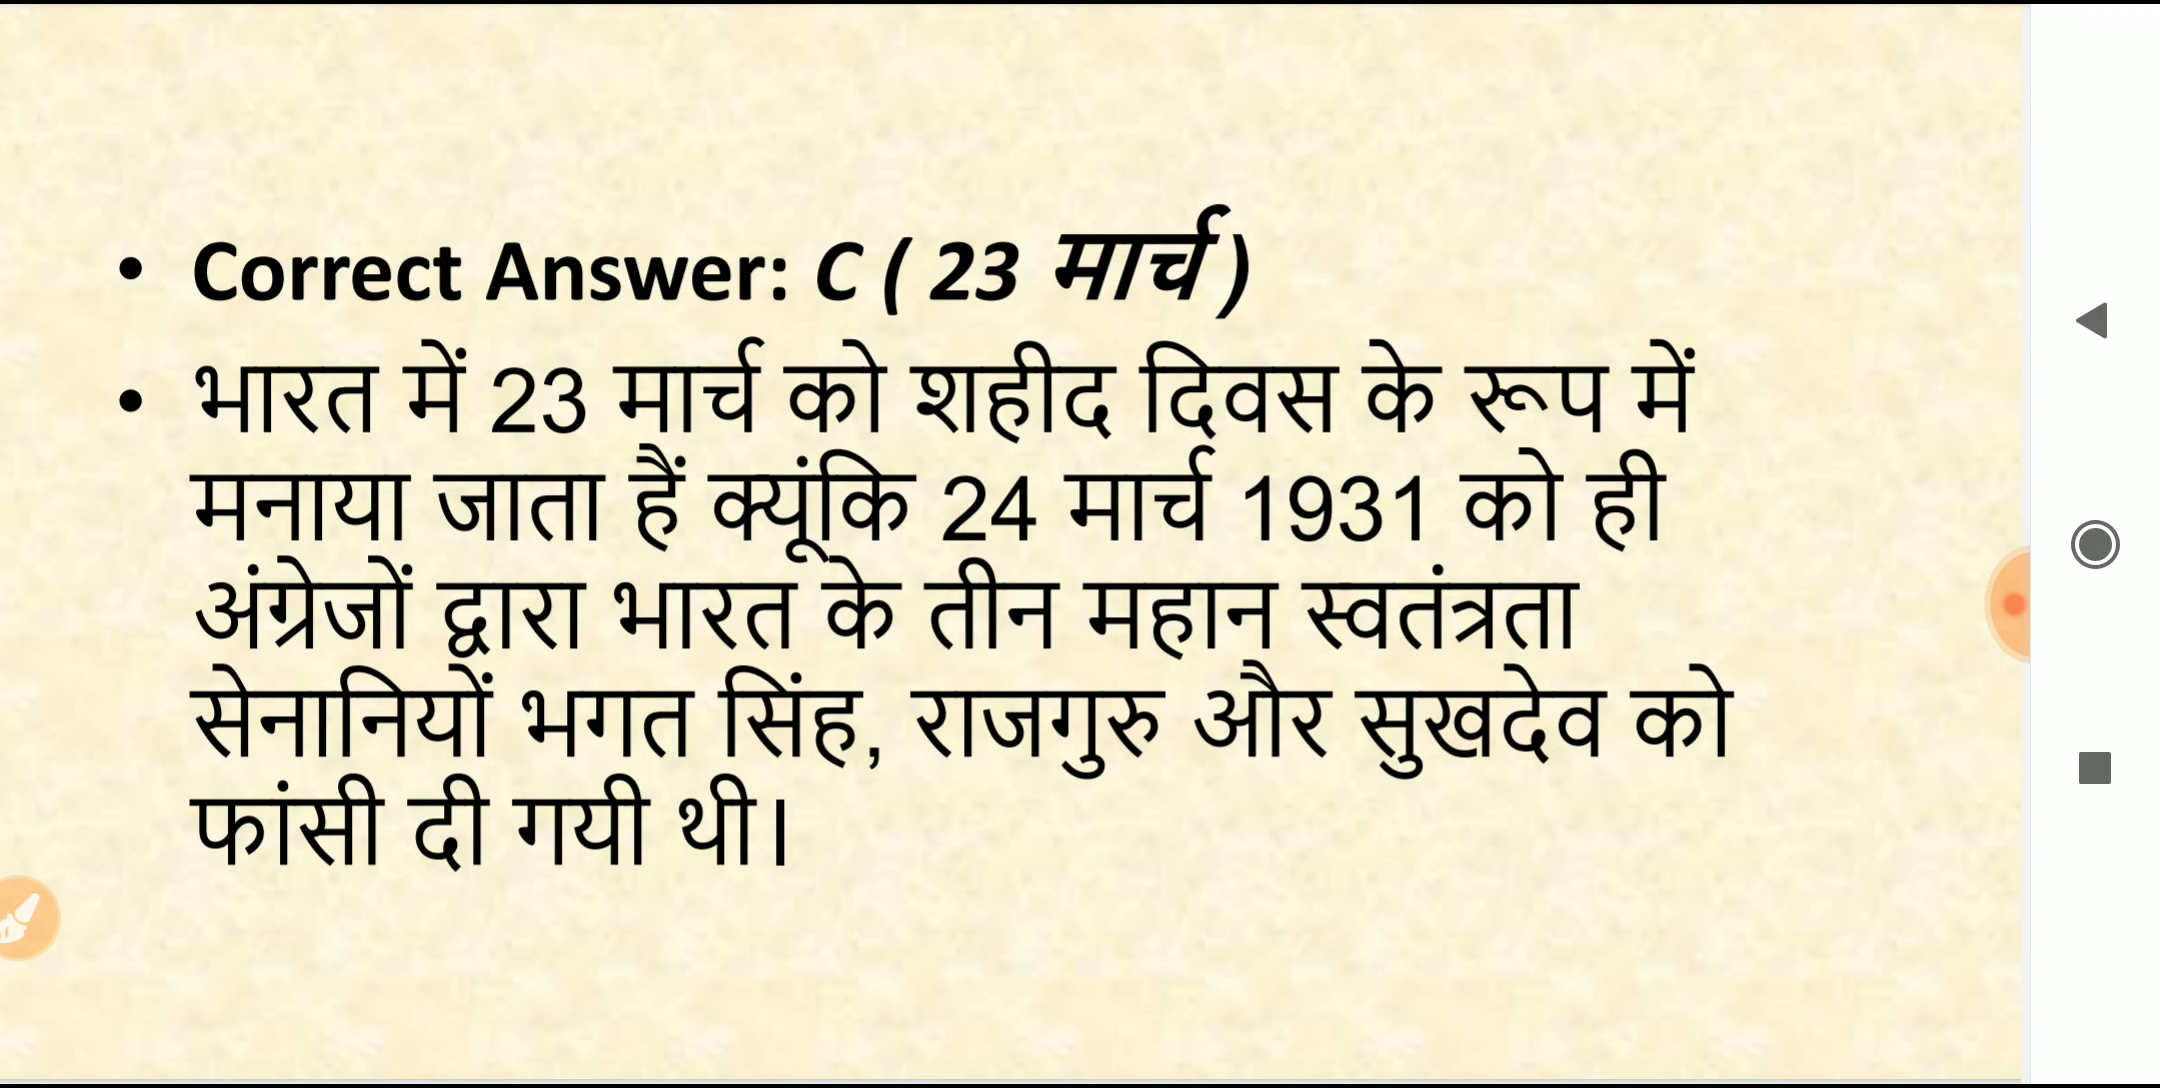 • Correct Answer: C ( 23 मार्च )
• भारत में 23 मार्च को शहीद दिवस के रूप में
मनाया जाता हैं क्यूंकि 24 मार्च 1931 को ही
अंग्रेजों द्वारा भारत के तीन महान स्वतंत्रता
सेनानियों भगत सिंह, राजगुरु और सुखदेव को
फांसी दी गयी थी।